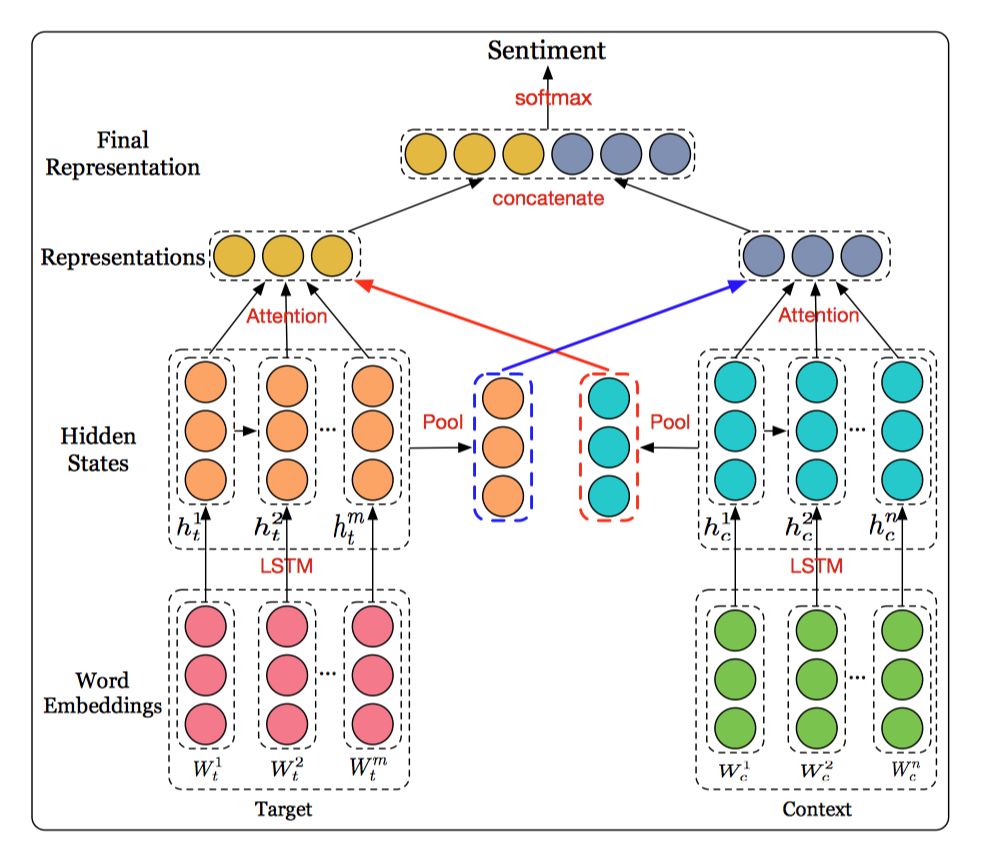 Sentiment
softmax
Final
Representation
concatenate
Representations
Attention
Attention
Pool
Pool
Hidden
States
...
...
h_t^1
h_t^2
h_t^m
h_c^1
h_c^2
h_c^n
LSTM
LSTM
Word
Embeddings
...
...
W_t^1
W_t^2
W_t^m
W_c^1
W_c^2
W_c^n
Target
Context